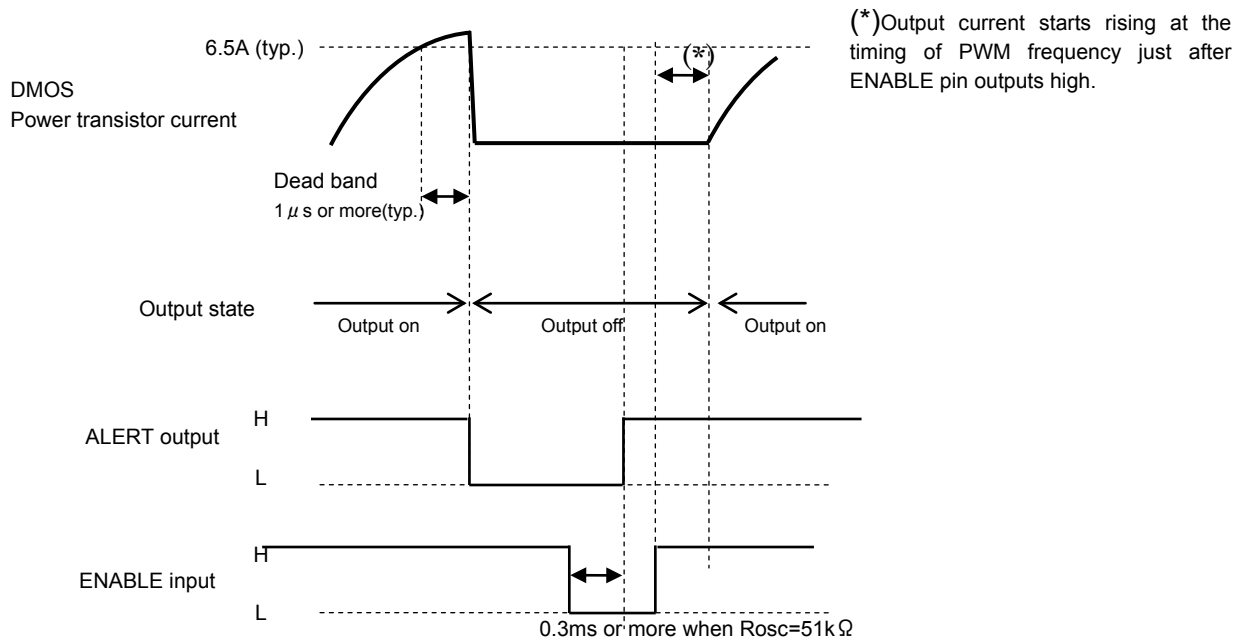 (*)Output current starts rising at the
timing of PWM frequency just after
ENABLE pin outputs high.
6.5A (typ.)
(*)
DMOS
Power transistor current
Dead band
1μs or more(typ.)
Output state
Output on
Output off
Output on
H
ALERT output
L
H
ENABLE input
L
0.3ms or more when Rosc=51kΩ